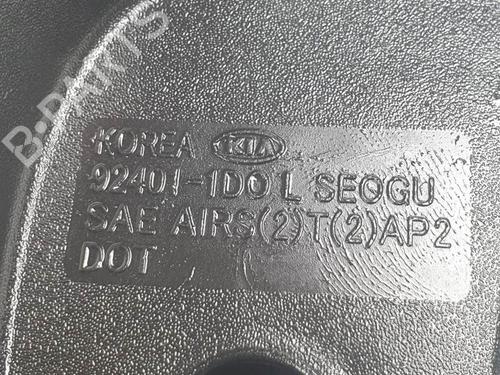 B-PARTS
KOREA KIA
92401-1D0 L SEOGU
SAE AIRS(2)T(2)AP2
DOT